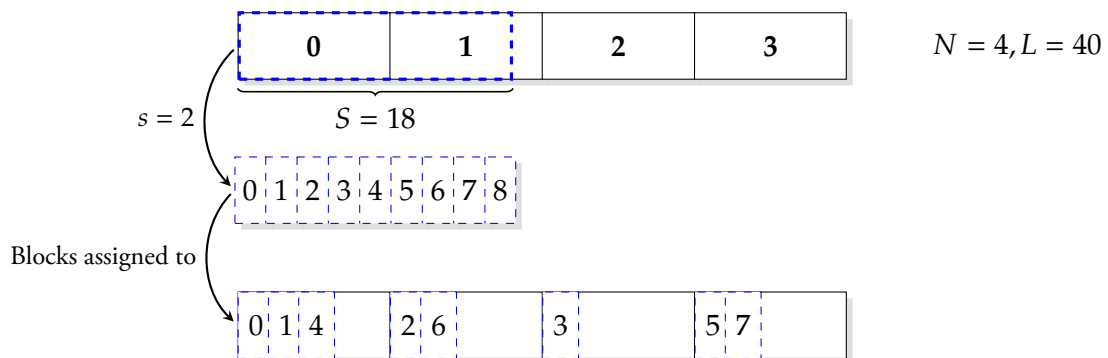 0 1 2 3
N = 4, L = 40
s = 2
S = 18
0 1 2 3 4 5 6 7 8
Blocks assigned to
0 1 4 2 6 3 5 7